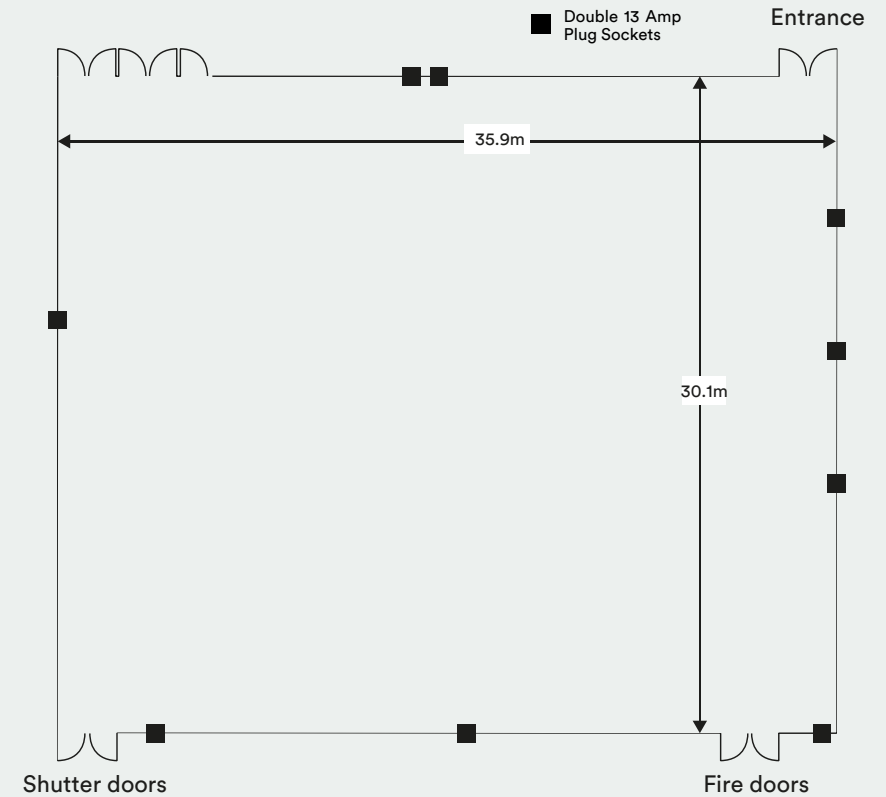 Double 13 Amp
Plug Sockets
Entrance
35.9m
30.1m
Shutter doors
Fire doors